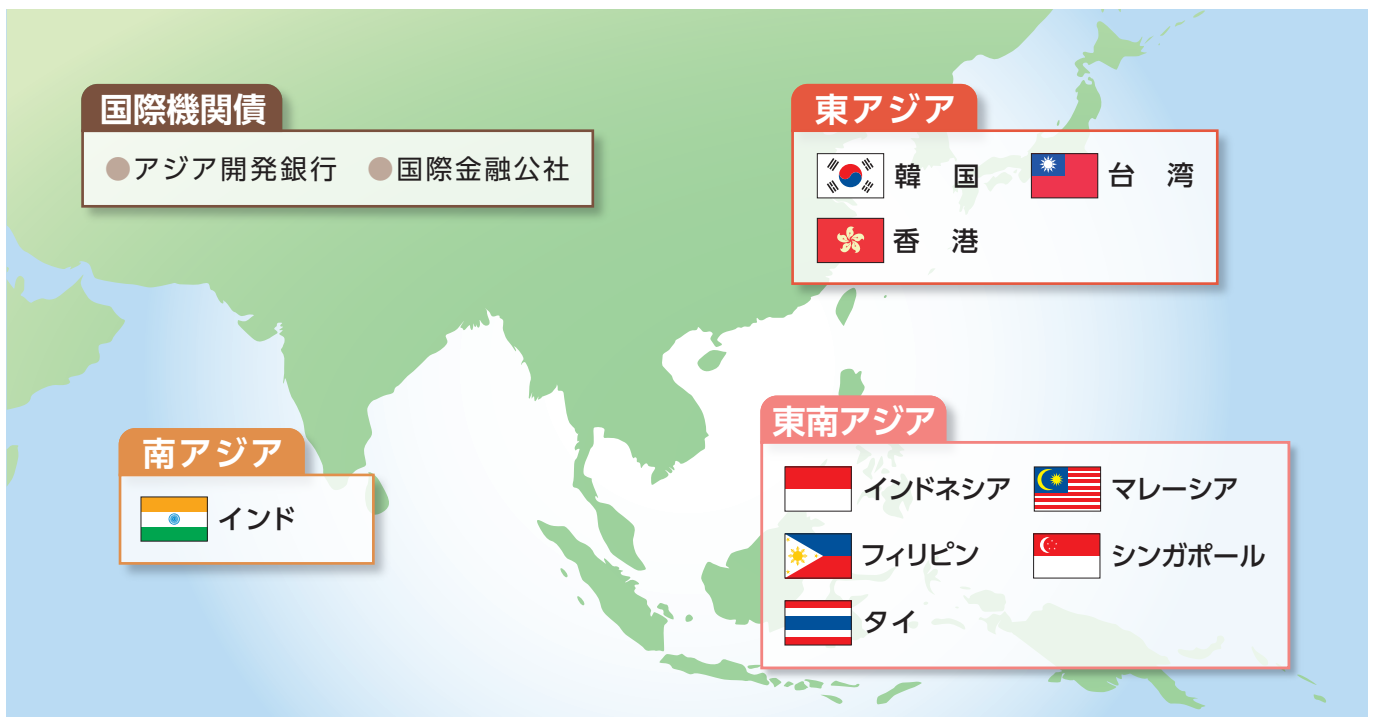 国際機関債
●アジア開発銀行 ●国際金融公社
東アジア
韓 国 台 湾
香 港
南アジア
インド
東南アジア
インドネシア マレーシア
フィリピン シンガポール
タイ